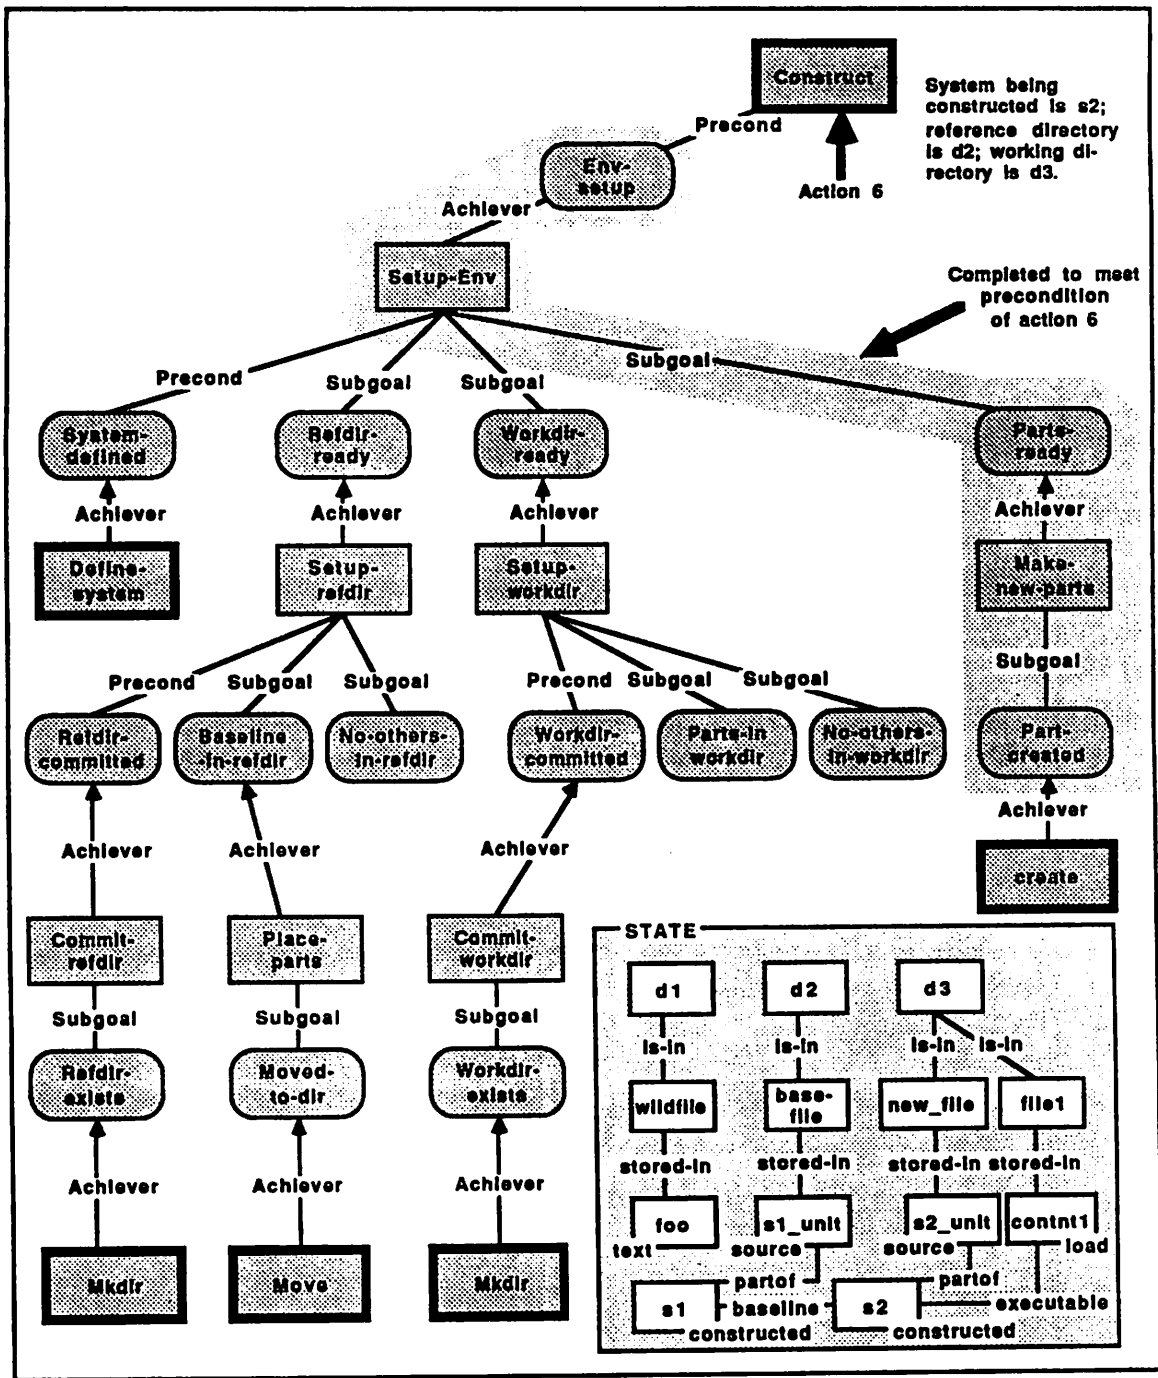 Construct
System being
constructed is s2;
reference directory
is d2; working di-
rectory is d3.
Precond
Env-
setup
Action 6
Achiever
Setup-Env
Completed to meet
precondition
of action 6
Subgoal
Precond
Subgoal
Subgoal
System-
defined
Refdir-
ready
Workdir-
ready
Parts-
ready
Achiever
Achiever
Achiever
Achiever
Define-
system
Setup-
refdir
Setup-
workdir
Make-
new-parts
Subgoal
Precond
Subgoal
Subgoal
Precond
Subgoal
Subgoal
Refdir-
committed
Baseline
-in-refdir
No-others-
in-refdir
Workdir-
committed
Parts-in
workdir
No-others-
in-workdir
Part-
created
Achiever
Achiever
Achiever
Achiever
create
Commit-
refdir
Place-
parts
Commit-
workdir
Subgoal
Subgoal
Subgoal
Refdir-
exists
Moved-
to-dir
Workdir-
exists
Achiever
Achiever
Achiever
Mkdir
Move
Mkdir
STATE
d1
d2
d3
is-in
is-in
is-in
is-in
wildfile
base-
file
new_file
file1
stored-in
stored-in
stored-in
stored-in
foo
text
s1_unit
source
s2_unit
source
contnt1
load
partof
partof
s1
baseline
s2
executable
constructed
constructed